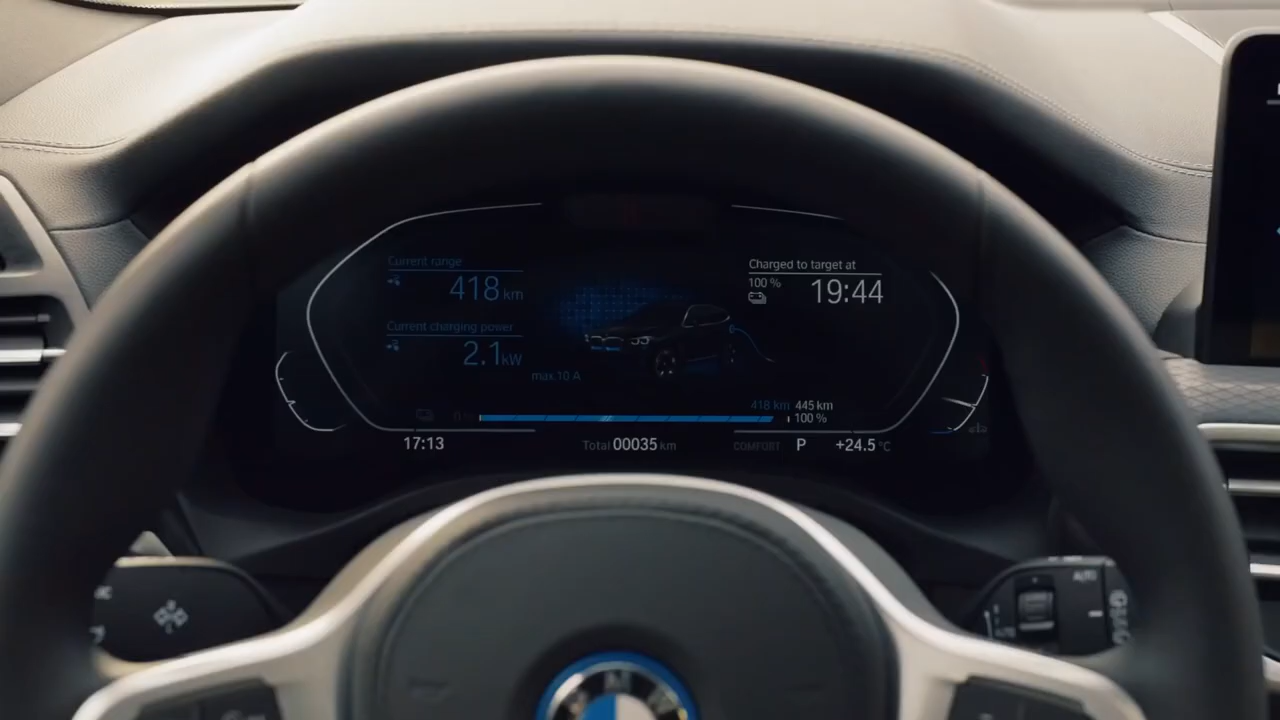 Current range
418 km
Current charging power
2.1 kW
max.10 A
Charged to target at
100 %
19:44
418 km 445 km
100 %
17:13
Total 00035 km
COMFORT P +24.5 °C
AUTO